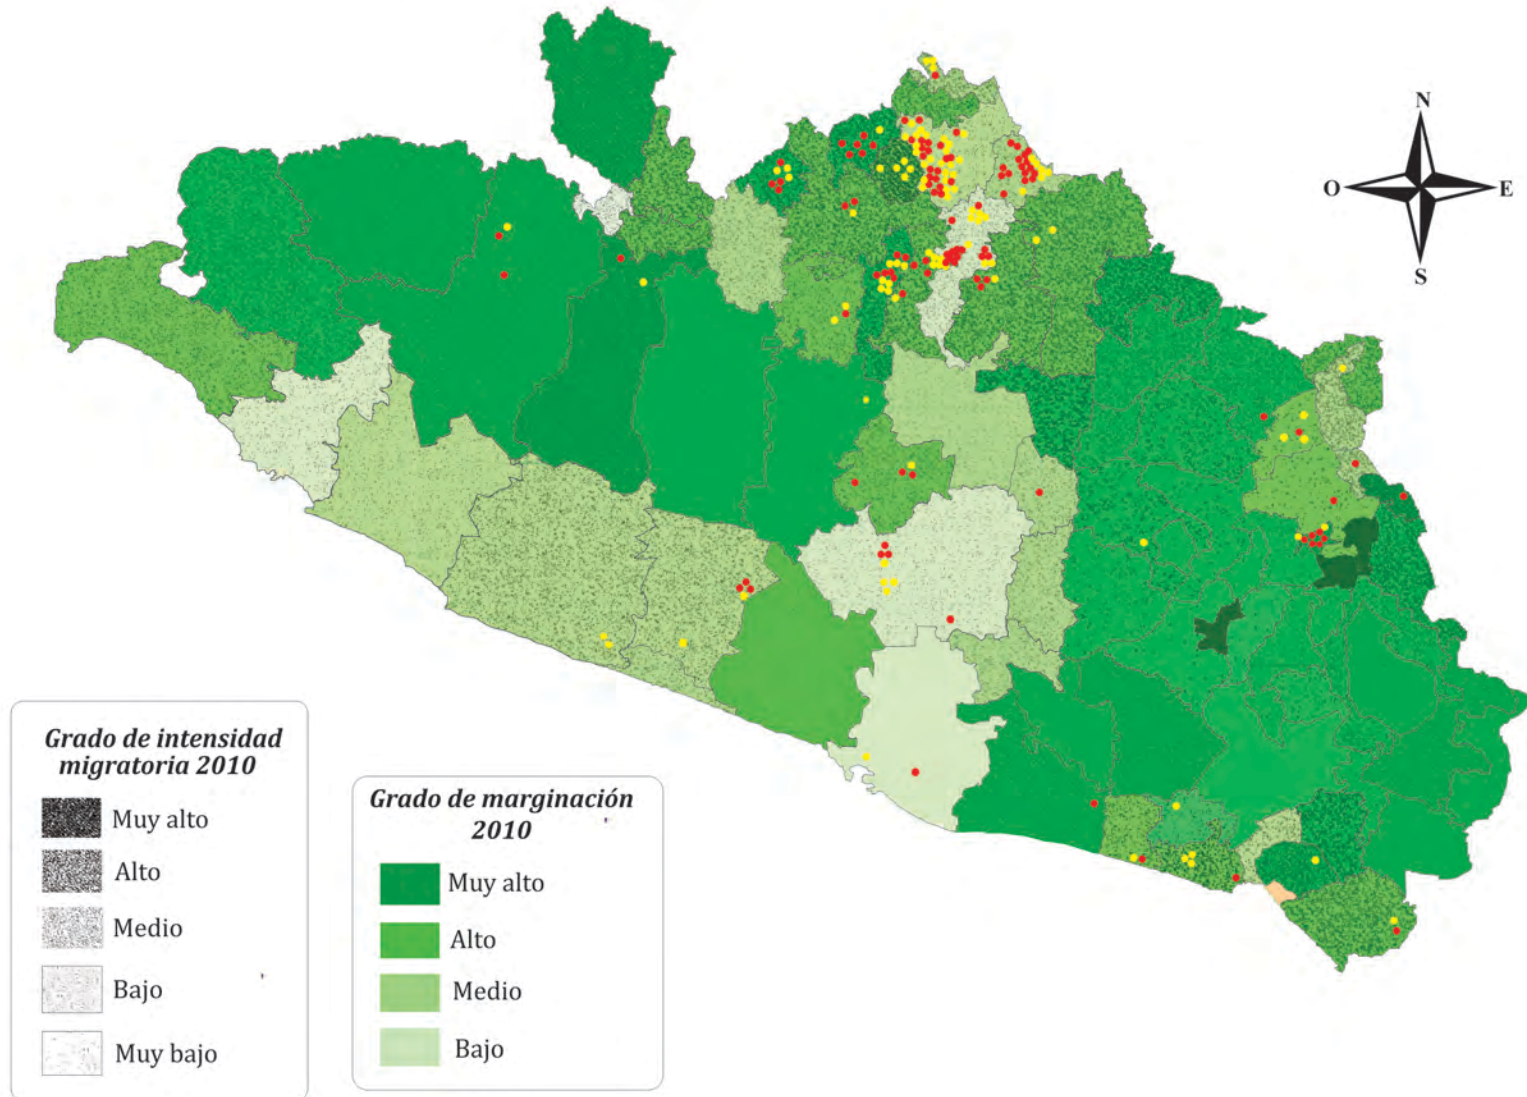 N
O
E
S
Grado de intensidad
migratoria 2010
Muy alto
Alto
Medio
Bajo
Muy bajo
Grado de marginación
2010
Muy alto
Alto
Medio
Bajo